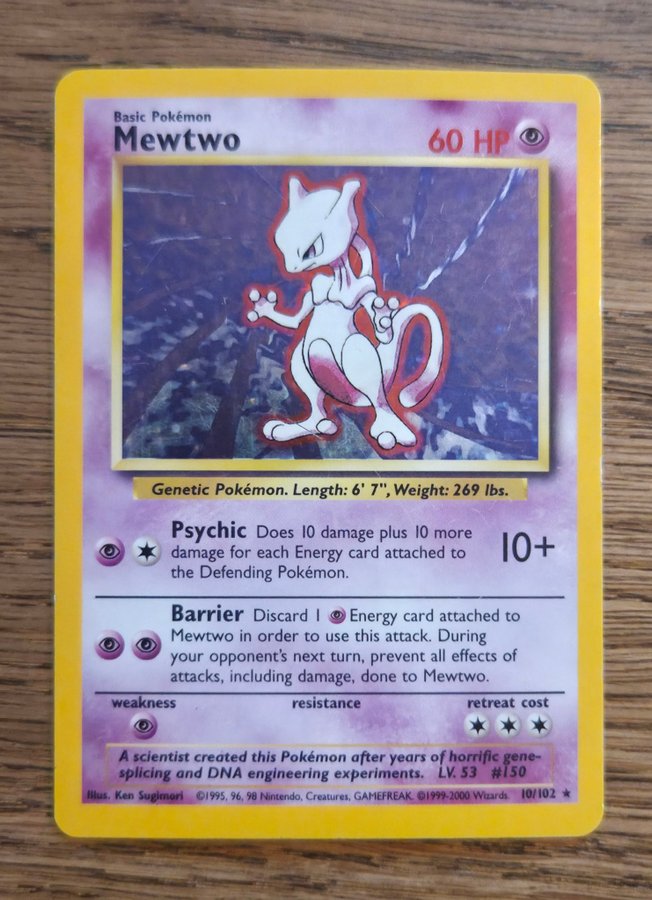 Basic Pokémon
Mewtwo
60 HP
Genetic Pokémon. Length: 6' 7", Weight: 269 lbs.
Psychic Does 10 damage plus 10 more
damage for each Energy card attached to
the Defending Pokémon.
10+
Barrier Discard 1 Energy card attached to
Mewtwo in order to use this attack. During
your opponent's next turn, prevent all effects of
attacks, including damage, done to Mewtwo.
weakness resistance retreat cost
A scientist created this Pokémon after years of horrific gene-
splicing and DNA engineering experiments. LV. 53 #150
Illus. Ken Sugimori ©1995, 96, 98 Nintendo, Creatures, GAMEFREAK. ©1999-2000 Wizards. 10/102 ★